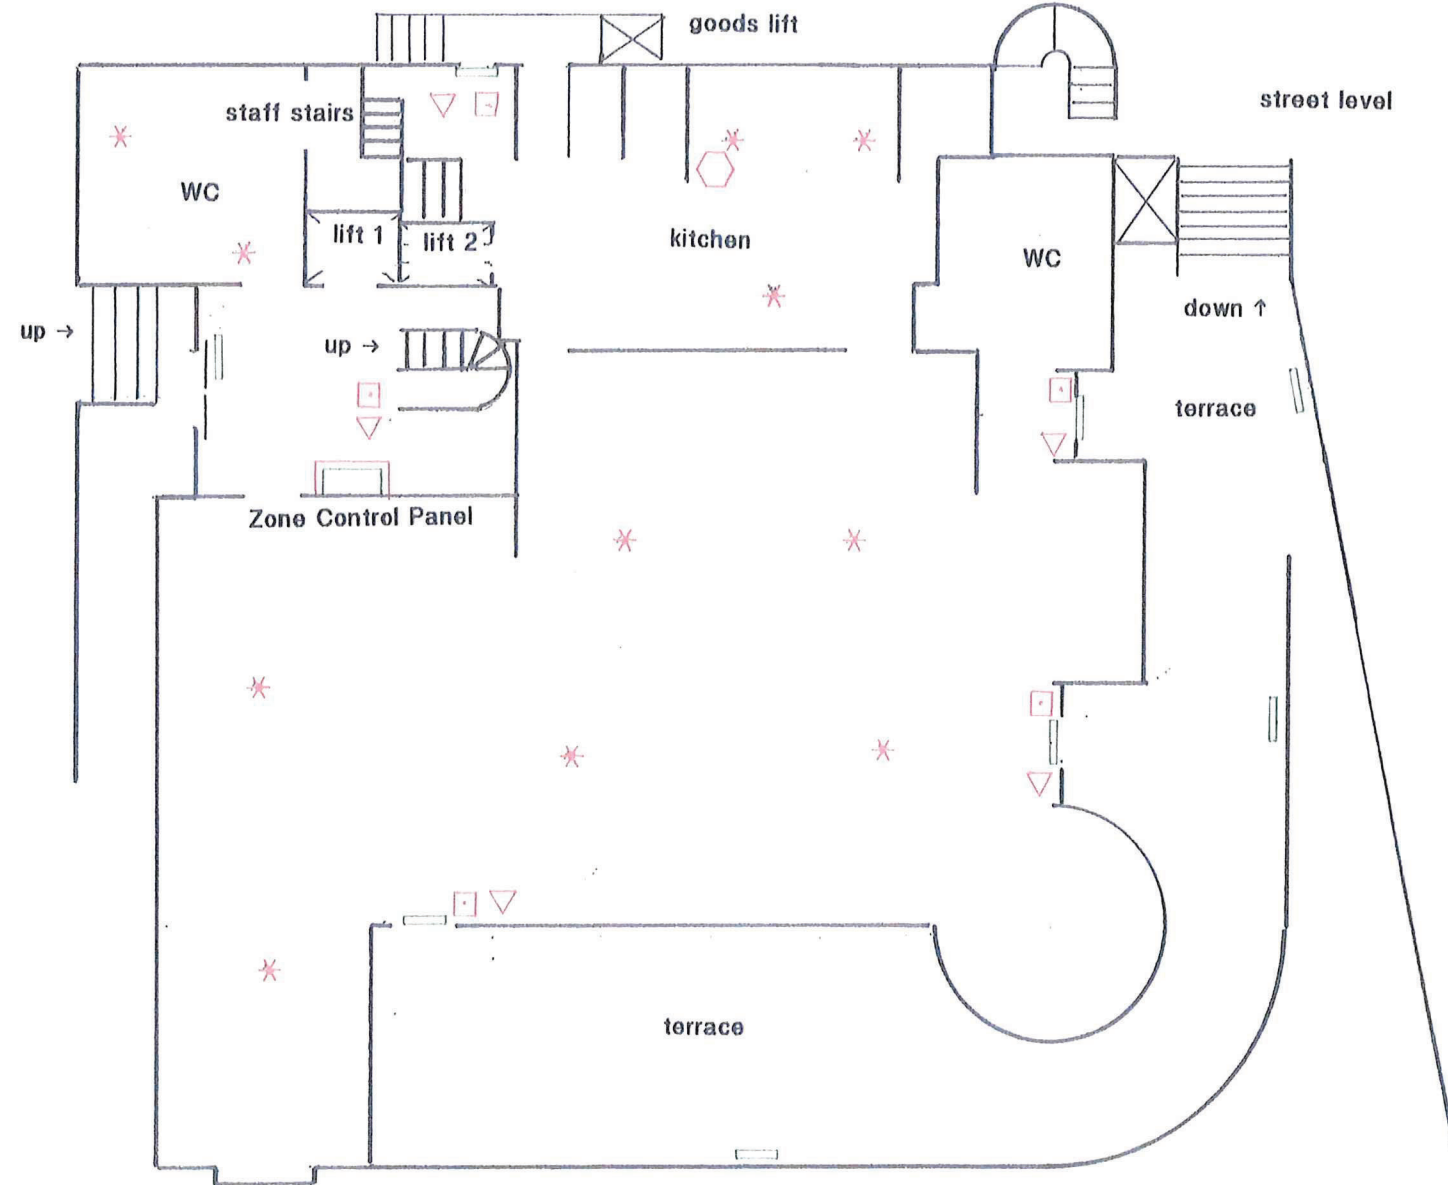 goods lift
street level
staff stairs
WC
lift 1
lift 2
kitchen
WC
down ↑
up →
up →
terrace
Zone Control Panel
terrace